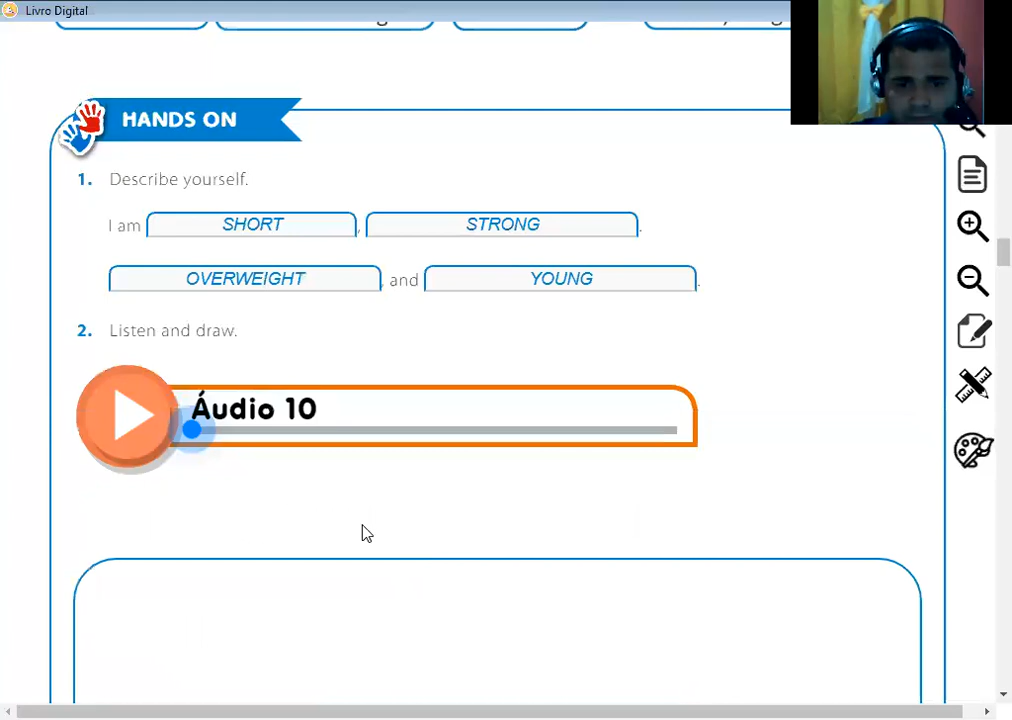 Livro Digital
HANDS ON
1. Describe yourself.
I am SHORT, STRONG.
OVERWEIGHT, and YOUNG.
2. Listen and draw.
Áudio 10